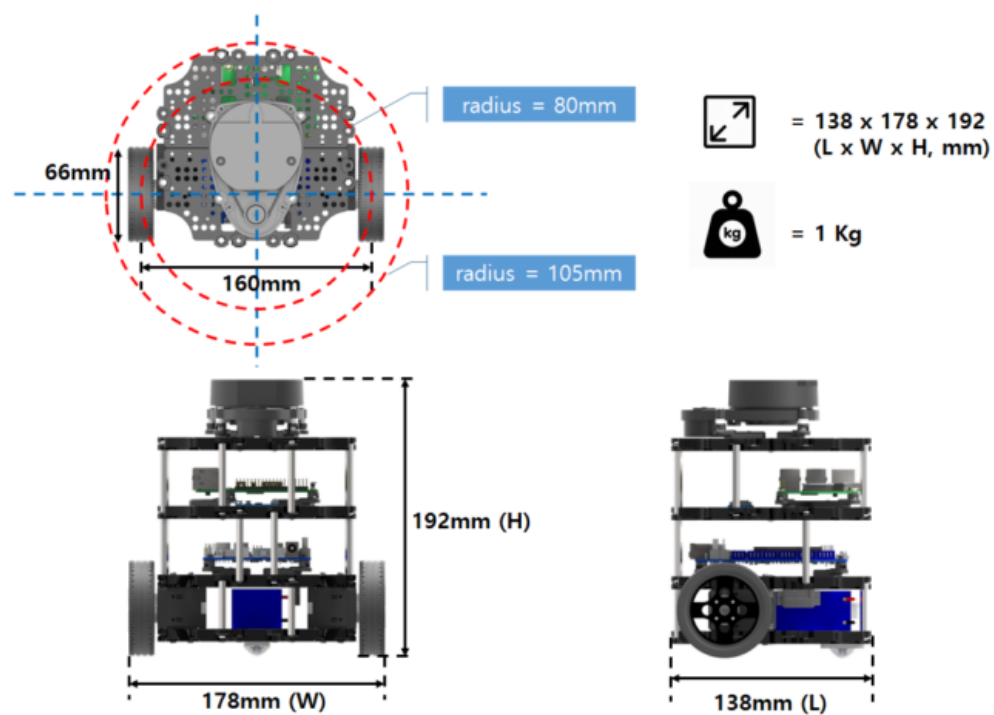 radius = 80mm
66mm
radius = 105mm
160mm
= 138 x 178 x 192
(L x W x H, mm)
kg
= 1 Kg
192mm (H)
178mm (W)
138mm (L)